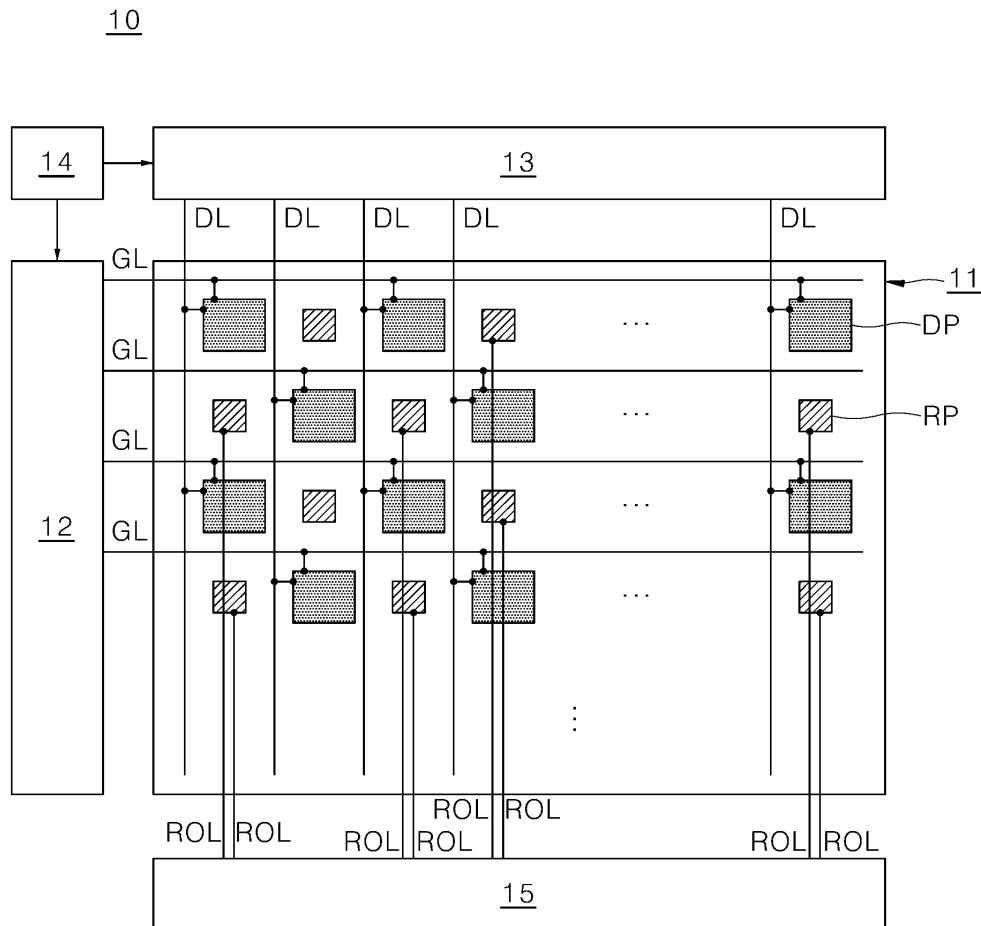 10
14
13
DL DL DL DL DL
GL
11
... DP
GL
... RP
GL
12
...
GL
...
⋮
ROL ROL
ROL ROL ROL ROL ROL ROL
15